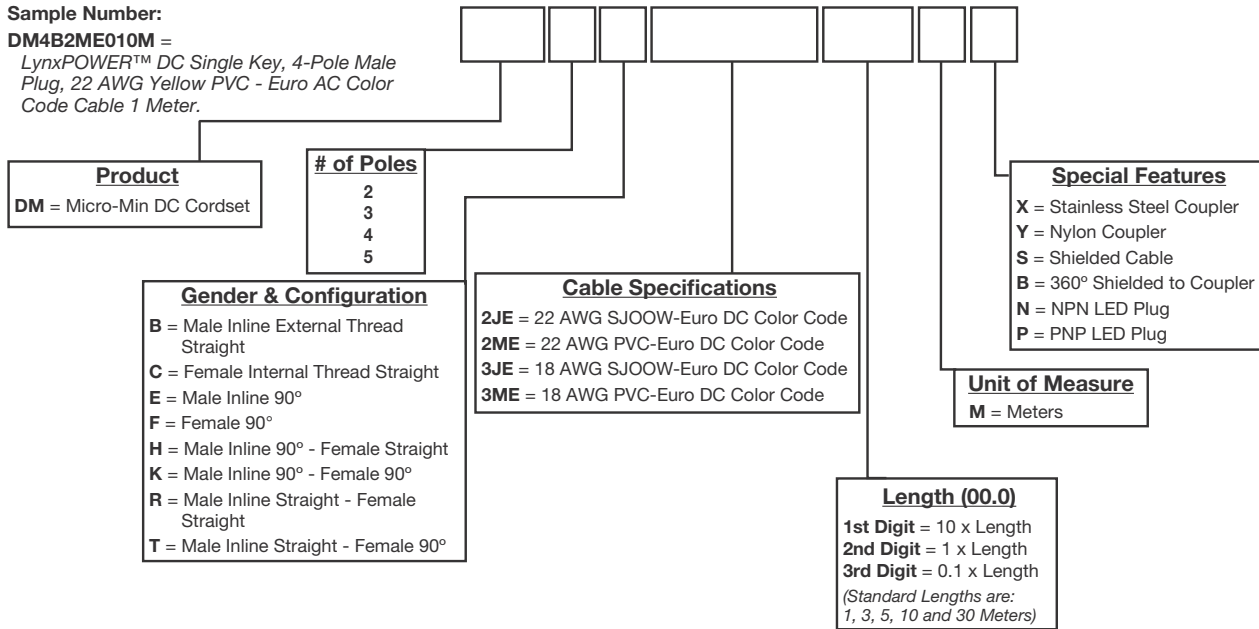 Sample Number:
DM4B2ME010M =
LynxPOWER™ DC Single Key, 4-Pole Male
Plug, 22 AWG Yellow PVC - Euro AC Color
Code Cable 1 Meter.
Product
DM = Micro-Min DC Cordset
# of Poles
2
3
4
5
Gender & Configuration
B = Male Inline External Thread
Straight
C = Female Internal Thread Straight
E = Male Inline 90º
F = Female 90°
H = Male Inline 90º - Female Straight
K = Male Inline 90º - Female 90º
R = Male Inline Straight - Female
Straight
T = Male Inline Straight - Female 90º
Cable Specifications
2JE = 22 AWG SJOOW-Euro DC Color Code
2ME = 22 AWG PVC-Euro DC Color Code
3JE = 18 AWG SJOOW-Euro DC Color Code
3ME = 18 AWG PVC-Euro DC Color Code
Length (00.0)
1st Digit = 10 x Length
2nd Digit = 1 x Length
3rd Digit = 0.1 x Length
(Standard Lengths are:
1, 3, 5, 10 and 30 Meters)
Unit of Measure
M = Meters
Special Features
X = Stainless Steel Coupler
Y = Nylon Coupler
S = Shielded Cable
B = 360º Shielded to Coupler
N = NPN LED Plug
P = PNP LED Plug